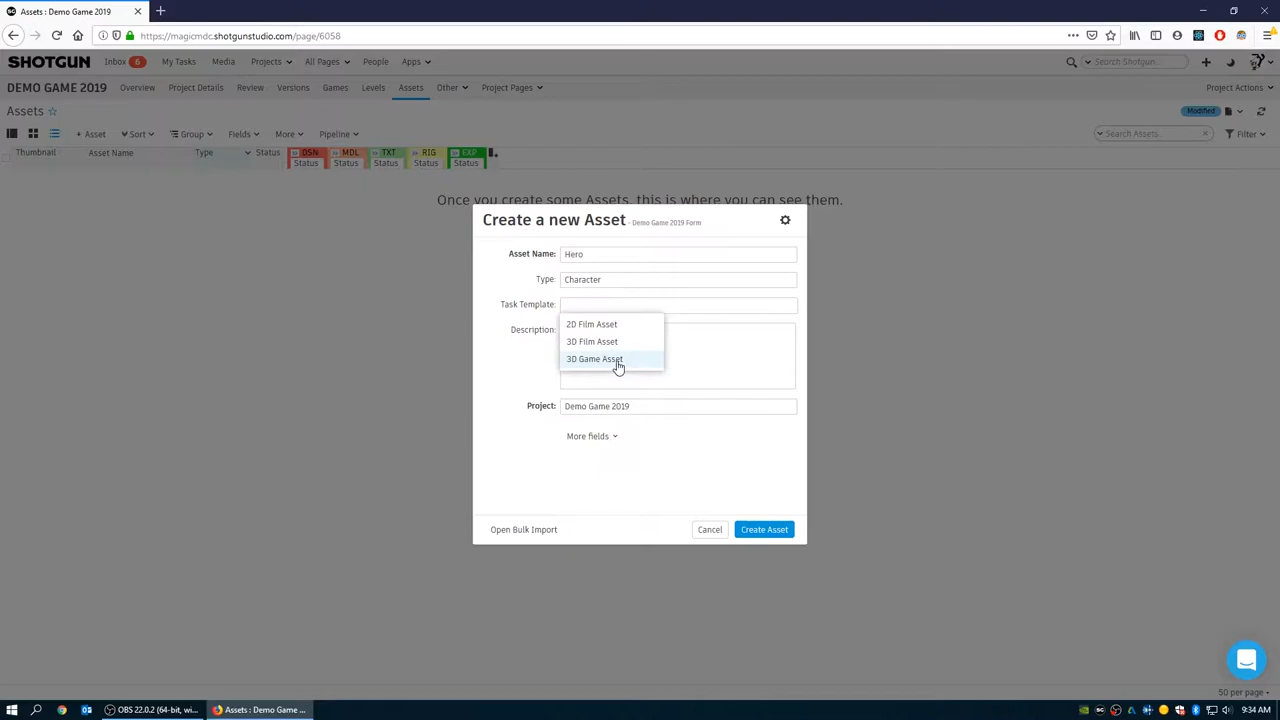 Assets : Demo Game 2019
https://magicmdc.shotgunstudio.com/page/6058
SHOTGUN Inbox 6 My Tasks Media Projects All Pages People Apps Search Shotgun
DEMO GAME 2019 Overview Project Details Review Versions Games Levels Assets Other Project Pages Project Actions
Assets Modified
+ Asset Sort Group Fields More Pipeline Search Assets. Filter
Thumbnail Asset Name Type Status DSN MDL TXT RIG EXP
Status Status Status Status Status
Once you create some Assets, this is where you can see them.
Create a new Asset - Demo Game 2019 Form
Asset Name: Hero
Type: Character
Task Template:
2D Film Asset
Description:
3D Film Asset
3D Game Asset
Project: Demo Game 2019
More fields
Open Bulk Import Cancel Create Asset
50 per page
OBS 22.0.2 (64-bit, wi... Assets : Demo Game ... 9:34 AM